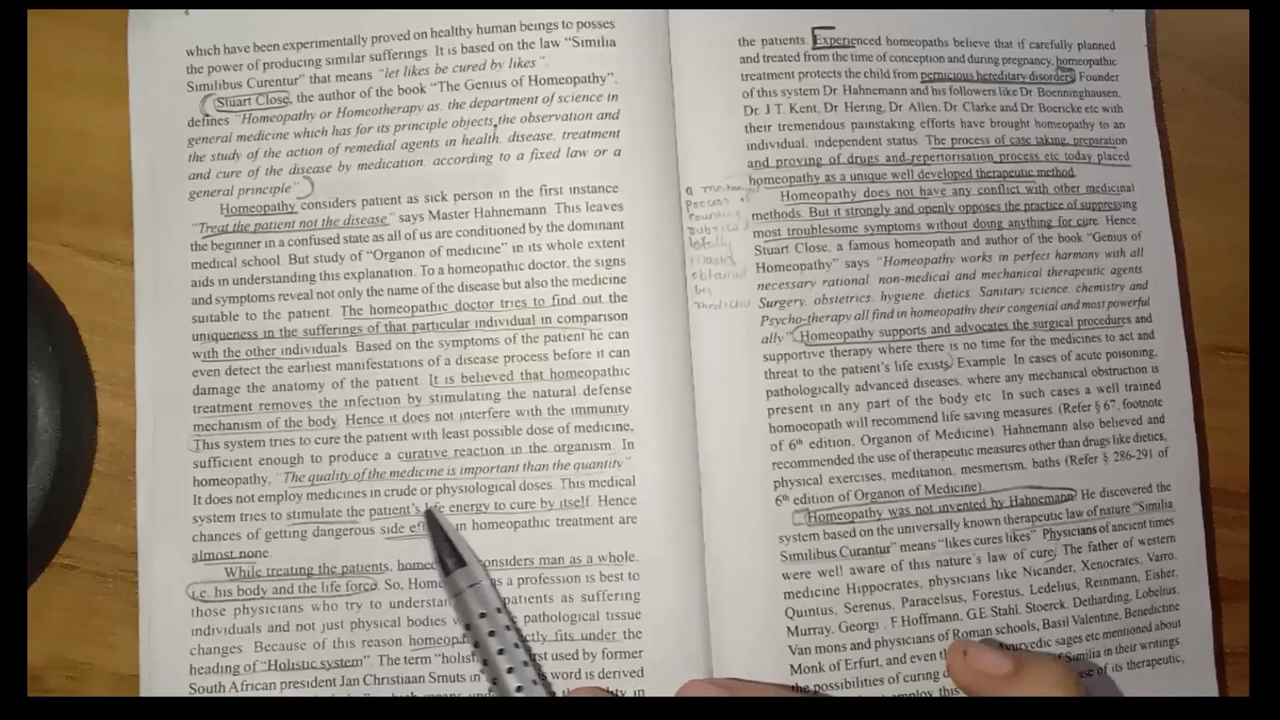 which have been experimentally proved on healthy human beings to posses
the power of producing similar sufferings. It is based on the law "Similia
Similibus Curentur" that means "let likes be cured by likes".
Stuart Close, the author of the book "The Genius of Homeopathy",
defines "Homeopathy or Homeotherapy as, the department of science in
general medicine which has for its principle objects, the observation and
the study of the action of remedial agents in health, disease, treatment
and cure of the disease by medication, according to a fixed law or a
general principle"
Homeopathy considers patient as sick person in the first instance
"Treat the patient not the disease" says Master Hahnemann. This leaves
the beginner in a confused state as all of us are conditioned by the dominant
medical school. But study of "Organon of medicine" in its whole extent
aids in understanding this explanation. To a homeopathic doctor, the signs
and symptoms reveal not only the name of the disease but also the medicine
suitable to the patient. The homeopathic doctor tries to find out the
uniqueness in the sufferings of that particular individual in comparison
with the other individuals. Based on the symptoms of the patient he can
even detect the earliest manifestations of a disease process before it can
damage the anatomy of the patient. It is believed that homeopathic
treatment removes the infection by stimulating the natural defense
mechanism of the body. Hence it does not interfere with the immunity.
This system tries to cure the patient with least possible dose of medicine,
sufficient enough to produce a curative reaction in the organism. In
homeopathy, "The quality of the medicine is important than the quantity"
It does not employ medicines in crude or physiological doses. This medical
system tries to stimulate the patient's life energy to cure by itself. Hence
chances of getting dangerous side in homeopathic treatment are
almost none.
While treating the patients, considers man as a whole,
i.e. his body and the life force. So, as a profession is best to
those physicians who try to patients as suffering
individuals and not just physical bodies pathological tissue
changes. Because of this reason fits under the
heading of "Holistic system" The term used by former
South African president Jan Christiaan Smuts in word is derived
the patients. Experienced homeopaths believe that if carefully planned
and treated from the time of conception and during pregnancy, homeopathic
treatment protects the child from pernicious hereditary disorders. Founder
of this system Dr. Hahnemann and his followers like Dr. Boenninghausen,
Dr. J T. Kent, Dr Hering, Dr. Allen, Dr. Clarke and Dr Boericke etc with
their tremendous painstaking efforts have brought homeopathy to an
individual, independent status. The process of case taking, preparation
and proving of drugs and repertorisation process etc today placed
homeopathy as a unique well developed therapeutic method.
Homeopathy does not have any conflict with other medicinal
methods. But it strongly and openly opposes the practice of suppressing
most troublesome symptoms without doing anything for cure. Hence,
Stuart Close, a famous homeopath and author of the book "Genius of
Homeopathy" says "Homeopathy works in perfect harmony with all
necessary rational, non-medical and mechanical therapeutic agents
Surgery, obstetrics, hygiene, dietics, Sanitary science, chemistry and
Psycho-therapy all find in homeopathy their congenial and most powerful
ally" Homeopathy supports and advocates the surgical procedures and
supportive therapy where there is no time for the medicines to act and
threat to the patient's life exists. Example In cases of acute poisoning,
pathologically advanced diseases, where any mechanical obstruction is
present in any part of the body etc. In such cases a well trained
homoeopath will recommend life saving measures. (Refer § 67, footnote
of 6th edition, Organon of Medicine). Hahnemann also believed and
recommended the use of therapeutic measures other than drugs like dietics,
physical exercises, meditation, mesmerism, baths (Refer § 286-291 of
6th edition of Organon of Medicine).
Homeopathy was not invented by Hahnemann. He discovered the
system based on the universally known therapeutic law of nature "Similia
Similibus Curantur" means "likes cures likes" Physicians of ancient times
were well aware of this nature's law of cure. The father of western
medicine Hippocrates, physicians like Nicander, Xenocrates, Varro,
Quintus, Serenus, Paracelsus, Forestus, Ledelius, Reinmann, Eisher,
Murray, Georgi, F.Hoffmann, G.E Stahl, Stoerck, Detharding, Lobelius,
Van mons and physicians of Roman schools, Basil Valentine, Benedictine
Monk of Erfurt, and even Ayurvedic sages etc mentioned about
the possibilities of curing Similia in their writings.
employ this of its therapeutic,
a
process
totally
obtained
by